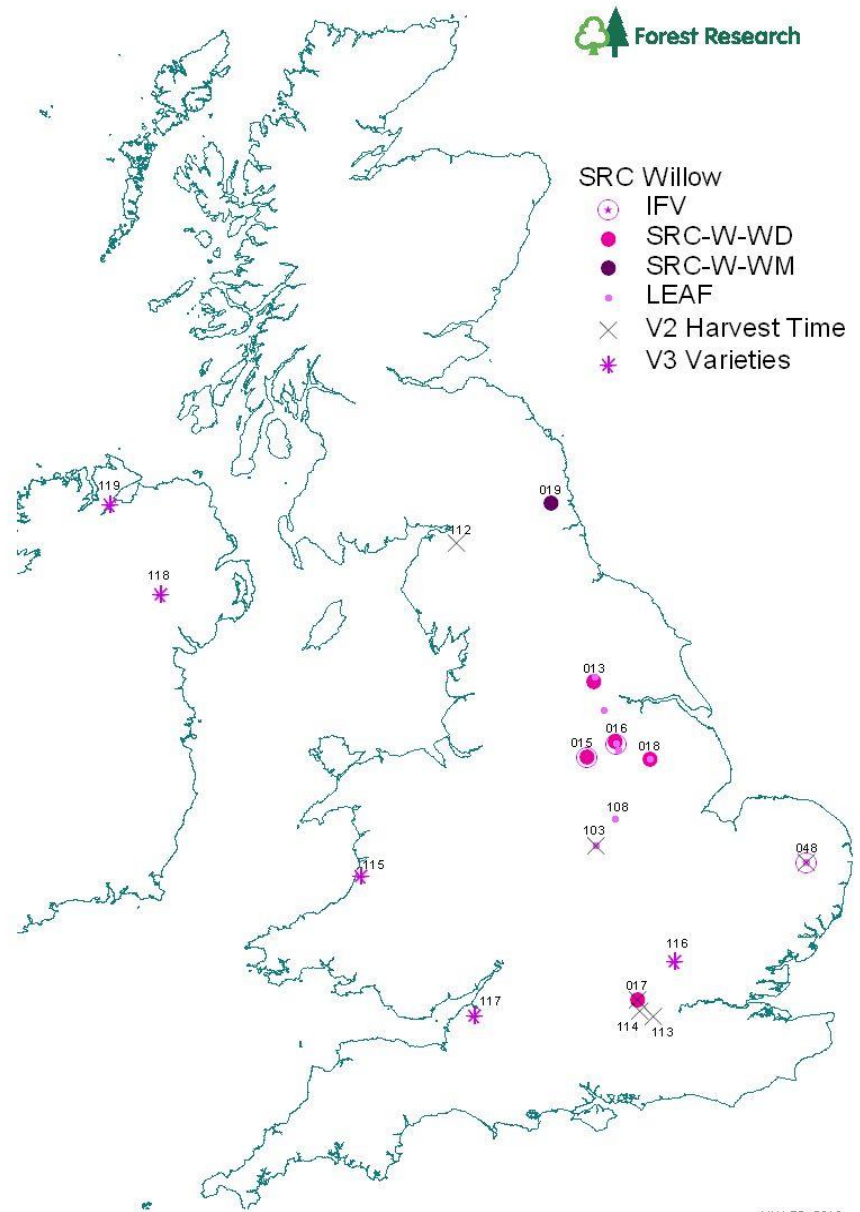 Forest Research
SRC Willow
IFV
SRC-W-WD
SRC-W-WM
LEAF
V2 Harvest Time
V3 Varieties
119
019
112
118
013
016
015
018
108
103
048
115
116
017
117
114
113